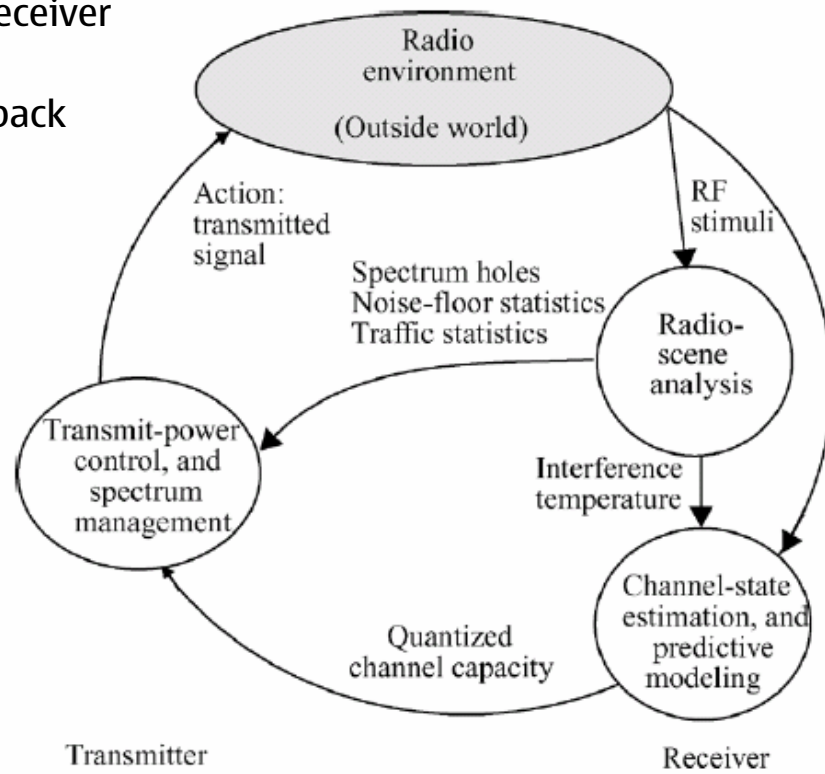 eceiver
back
Radio
environment
(Outside world)
Action:
transmitted
signal
RF
stimuli
Spectrum holes
Noise-floor statistics
Traffic statistics
Radio-
scene
analysis
Transmit-power
control, and
spectrum
management
Interference
temperature
Channel-state
estimation, and
predictive
modeling
Quantized
channel capacity
Transmitter
Receiver